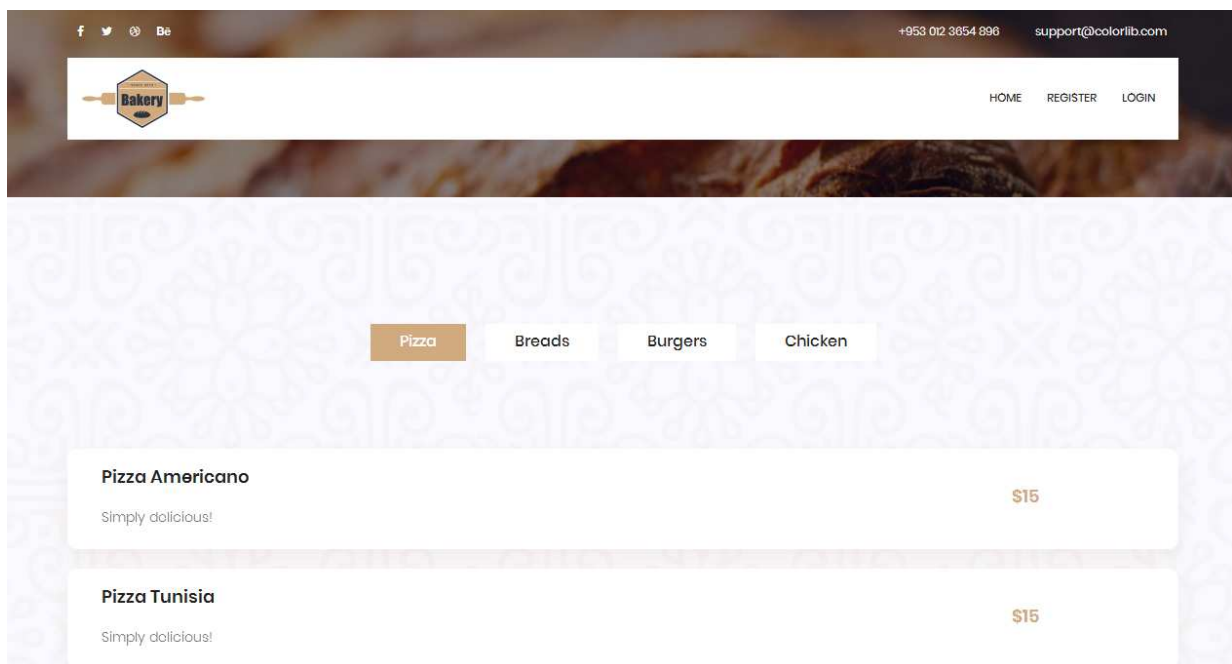 +953 012 3654 896 support@colorlib.com
Bakery
HOME REGISTER LOGIN
Pizza Breads Burgers Chicken
Pizza Americano
$15
Simply dolicious!
Pizza Tunisia
$15
Simply dolicious!